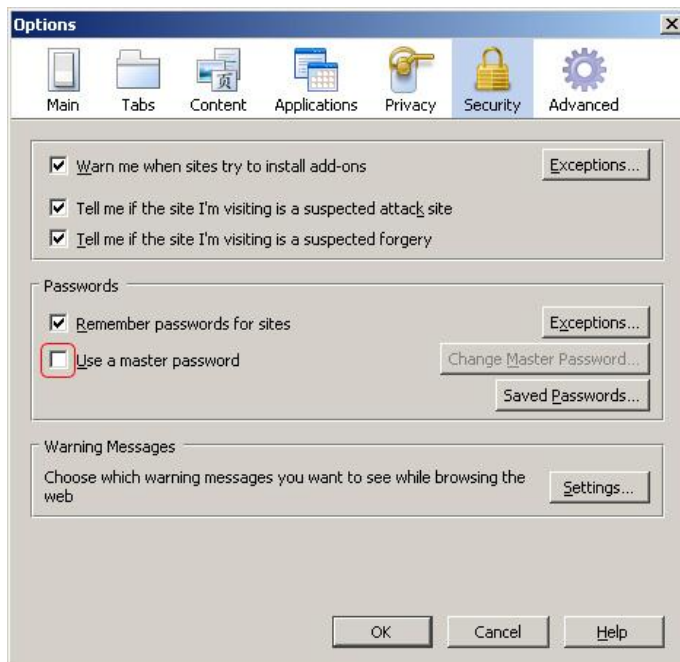 Options
Main Tabs Content Applications Privacy Security Advanced
页
Warn me when sites try to install add-ons Exceptions...
Tell me if the site I'm visiting is a suspected attack site
Tell me if the site I'm visiting is a suspected forgery
Passwords
Remember passwords for sites Exceptions...
Use a master password Change Master Password...
Saved Passwords...
Warning Messages
Choose which warning messages you want to see while browsing the
web Settings...
OK Cancel Help